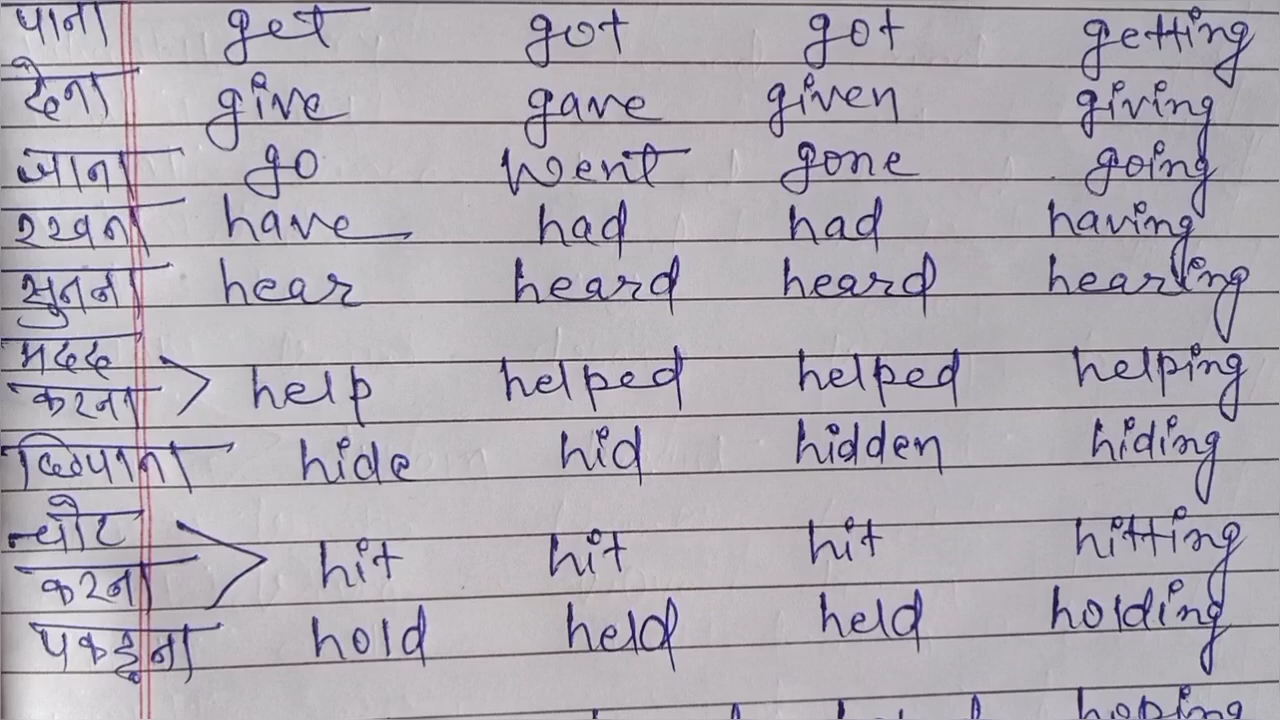 पाना get got got getting
देना give gave given giving
जाना go went gone going
रखना have had had having
सुनना hear heard heard hearing
मदद
करना > help helped helped helping
छिपाना hide hid hidden hiding
चोट
करना > hit hit hit hitting
पकड़ना hold held held holding
hoping